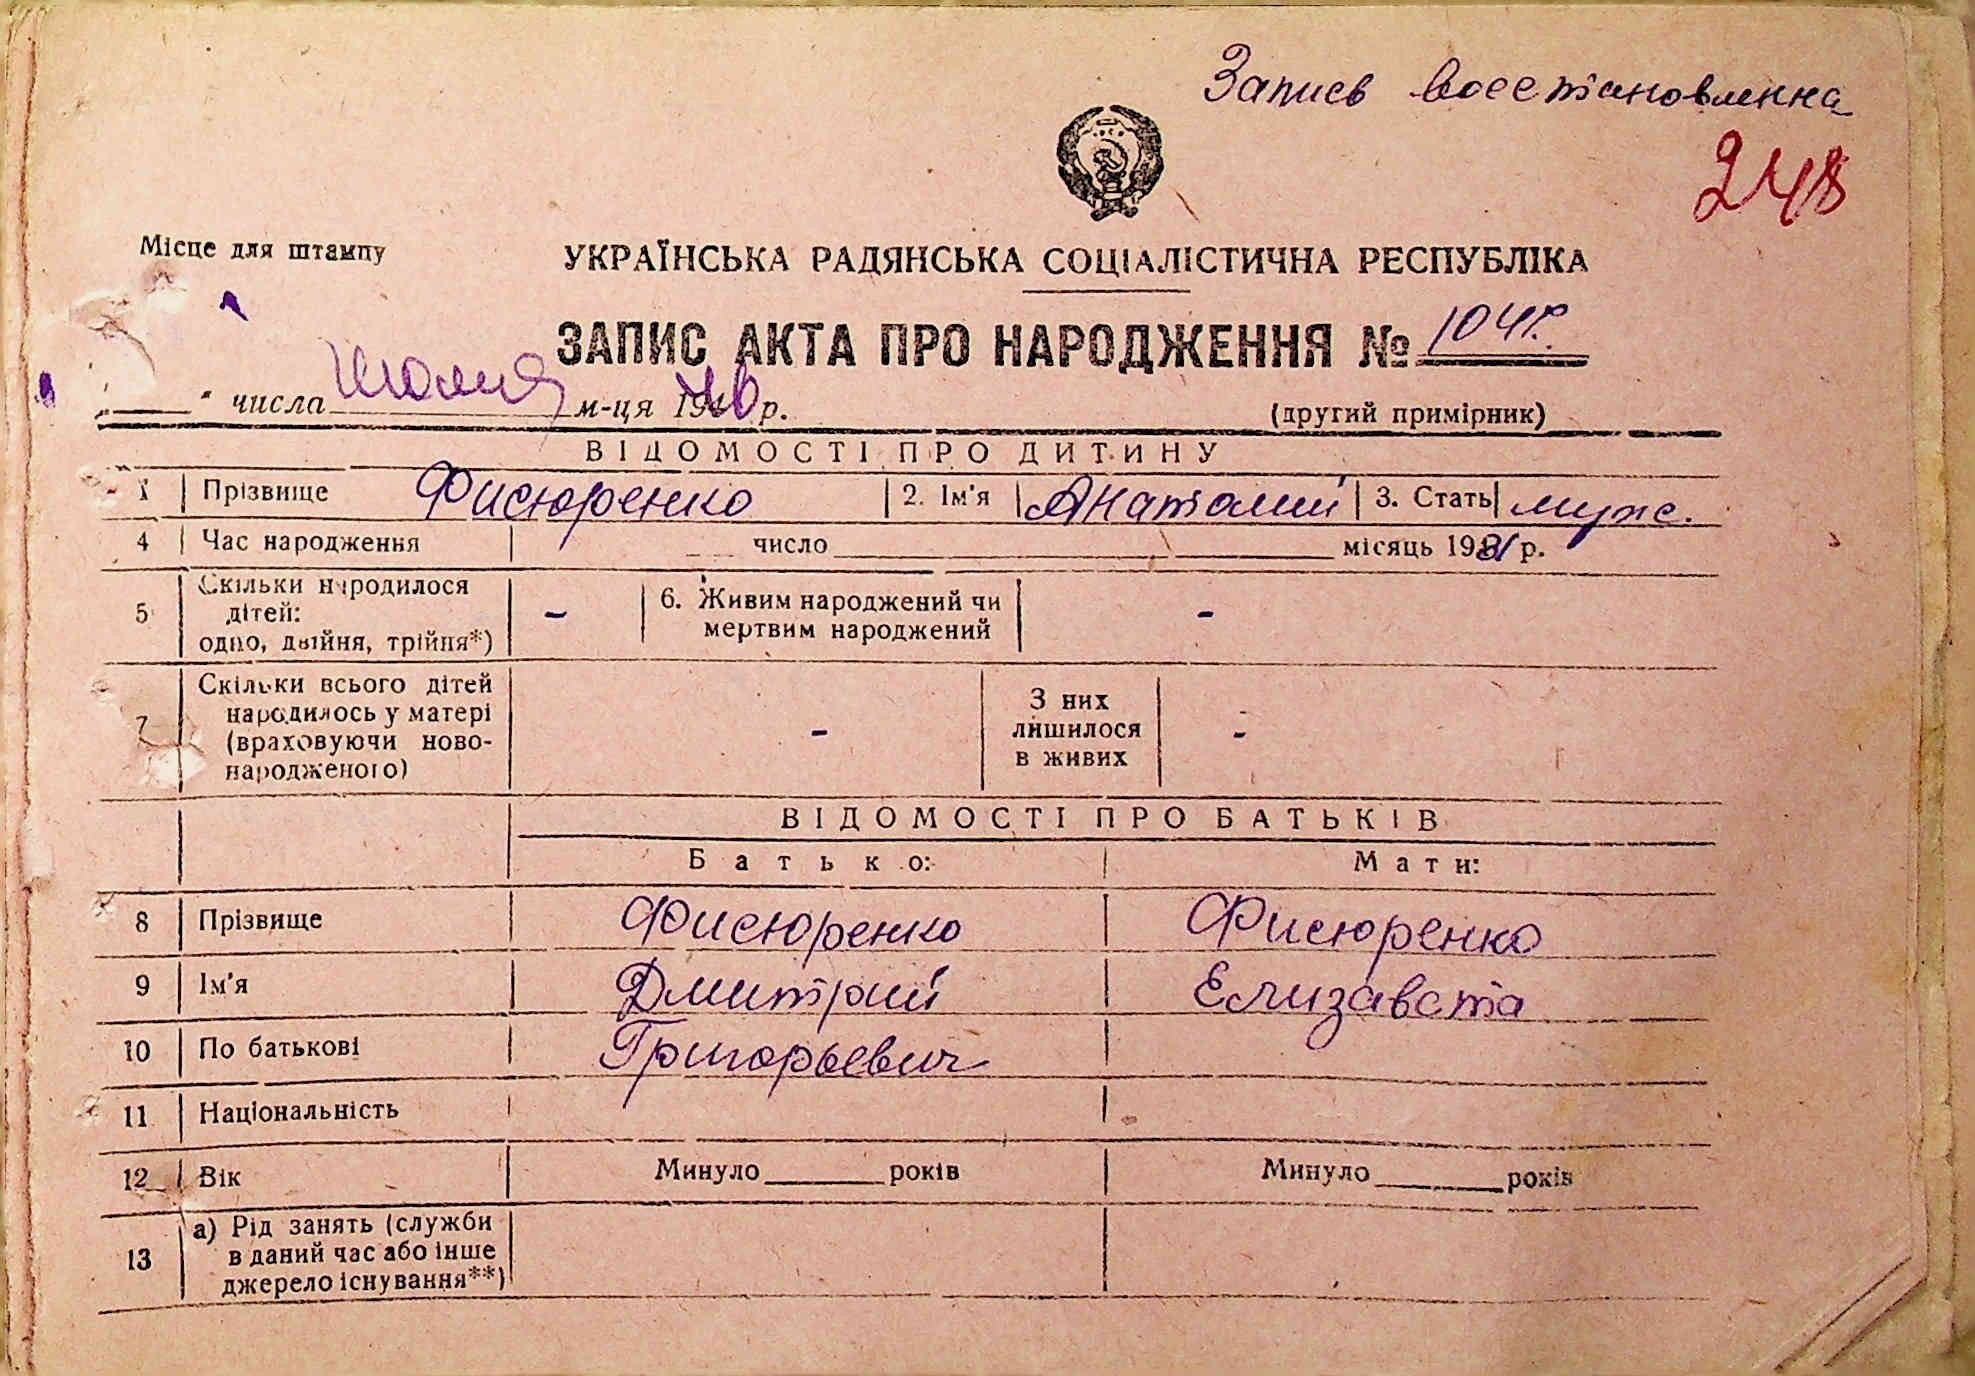 Запись восстановленна
248
Місце для штампу
УКРАЇНСЬКА РАДЯНСЬКА СОЦІАЛІСТИЧНА РЕСПУБЛІКА
ЗАПИС АКТА ПРО НАРОДЖЕННЯ №
" числа м-ця 19 р.
(другий примірник)
ВІДОМОСТІ ПРО ДИТИНУ
1 Прізвище Фисюренко 2. Ім'я Анатолий 3. Стать муж.
4 Час народження число місяць 1931 р.
5 Скільки народилося дітей: одно, двійня, трійня*) - 6. Живим народжений чи мертвим народжений -
7 Скільки всього дітей народилось у матері (враховуючи новонародженого) - З них лишилося в живих -
ВІДОМОСТІ ПРО БАТЬКІВ
Батько: Мати:
8 Прізвище Фисюренко Фисюренко
9 Ім'я Дмитрий Елизавета
10 По батькові Григорьевич
11 Національність
12 Вік Минуло років Минуло років
13 а) Рід занять (служби в даний час або інше джерело існування**)